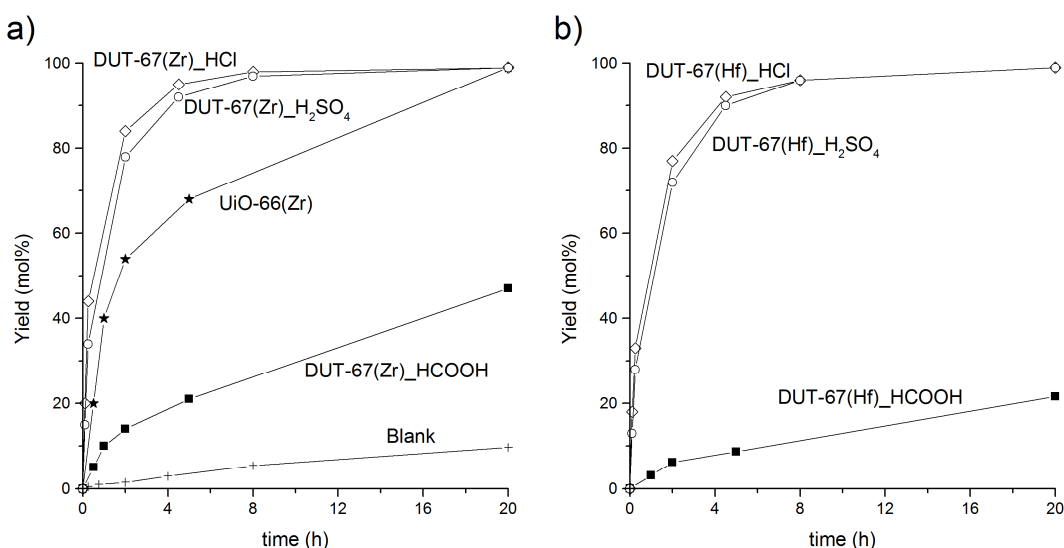 a)
DUT-67(Zr)_HCl
DUT-67(Zr)_H₂SO₄
UiO-66(Zr)
DUT-67(Zr)_HCOOH
Blank
Yield (mol%)
100
80
60
40
20
0
0 4 8 12 16 20
time (h)
b)
DUT-67(Hf)_HCl
DUT-67(Hf)_H₂SO₄
DUT-67(Hf)_HCOOH
Yield (mol%)
100
80
60
40
20
0
0 4 8 12 16 20
time (h)